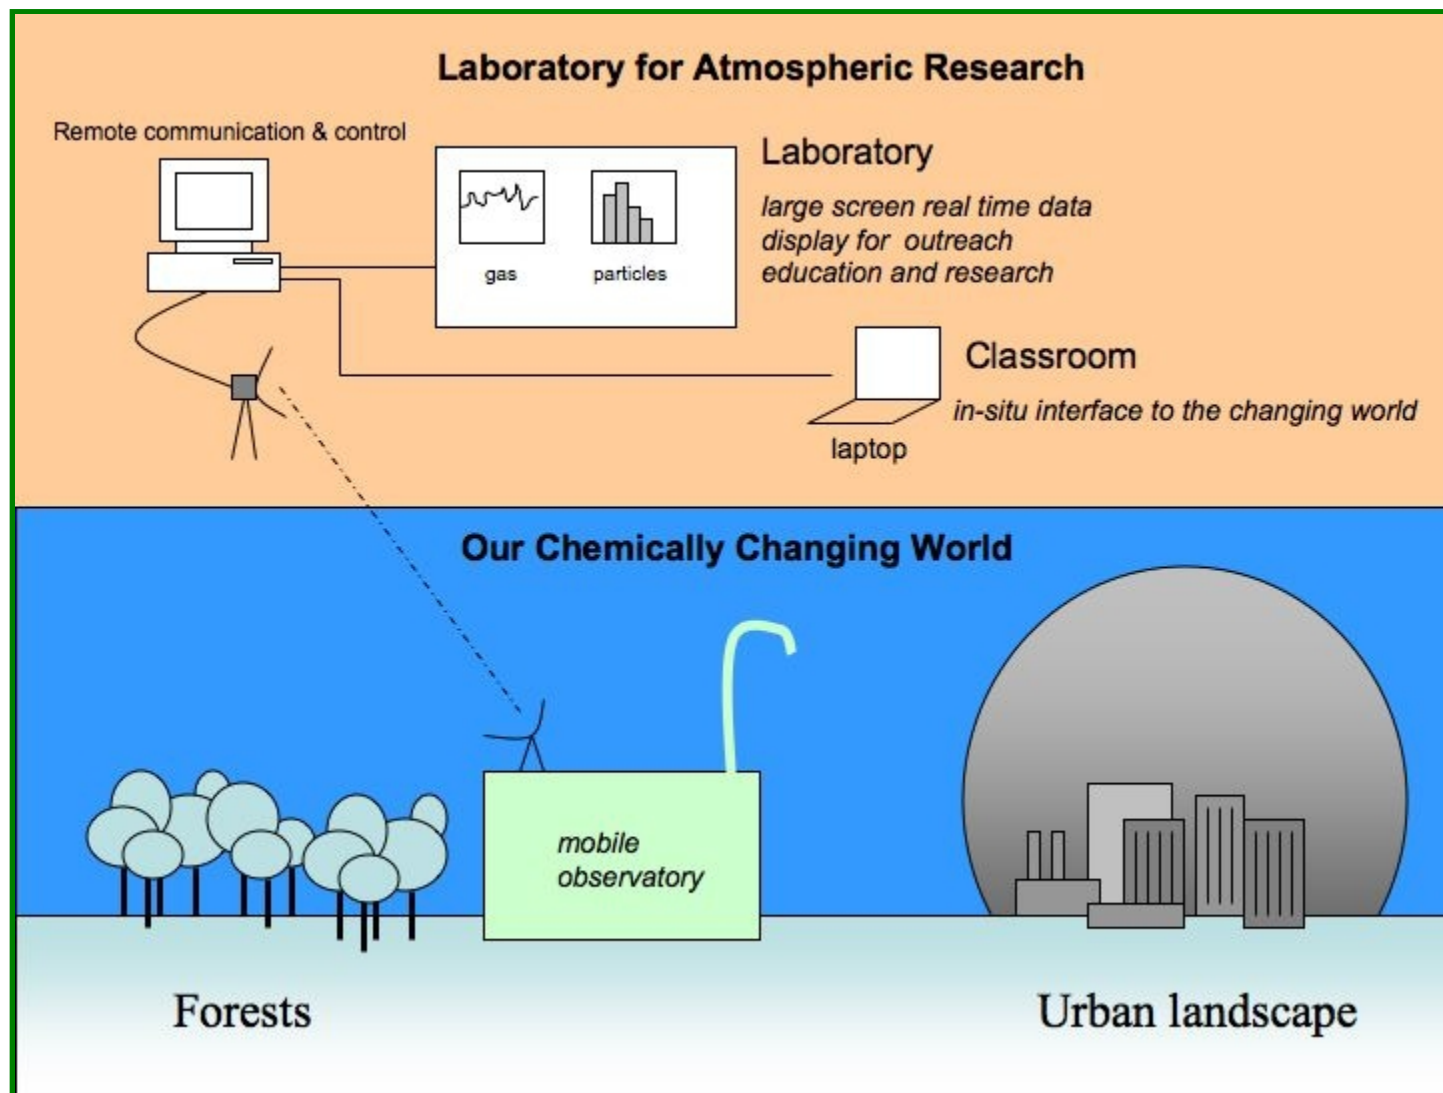 Laboratory for Atmospheric Research
Remote communication & control
Laboratory
large screen real time data
display for outreach
education and research
gas
particles
Classroom
in-situ interface to the changing world
laptop
Our Chemically Changing World
mobile
observatory
Forests
Urban landscape